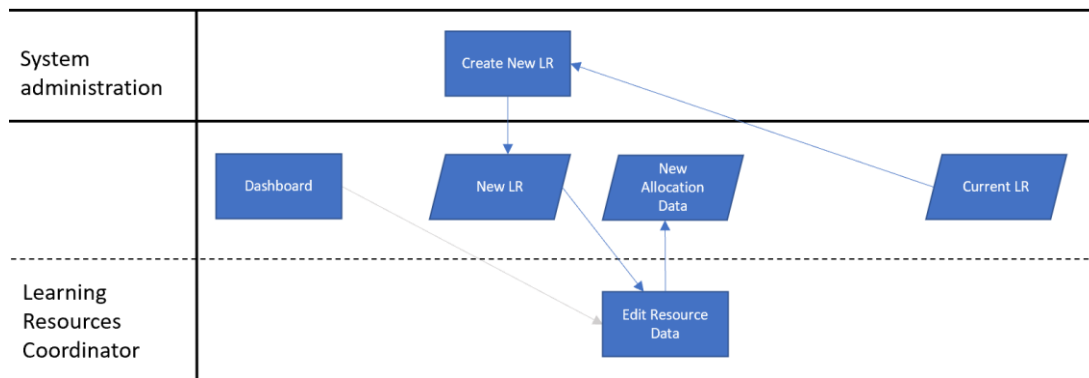 System
administration
Create New LR
Dashboard
New LR
New
Allocation
Data
Current LR
Learning
Resources
Coordinator
Edit Resource
Data